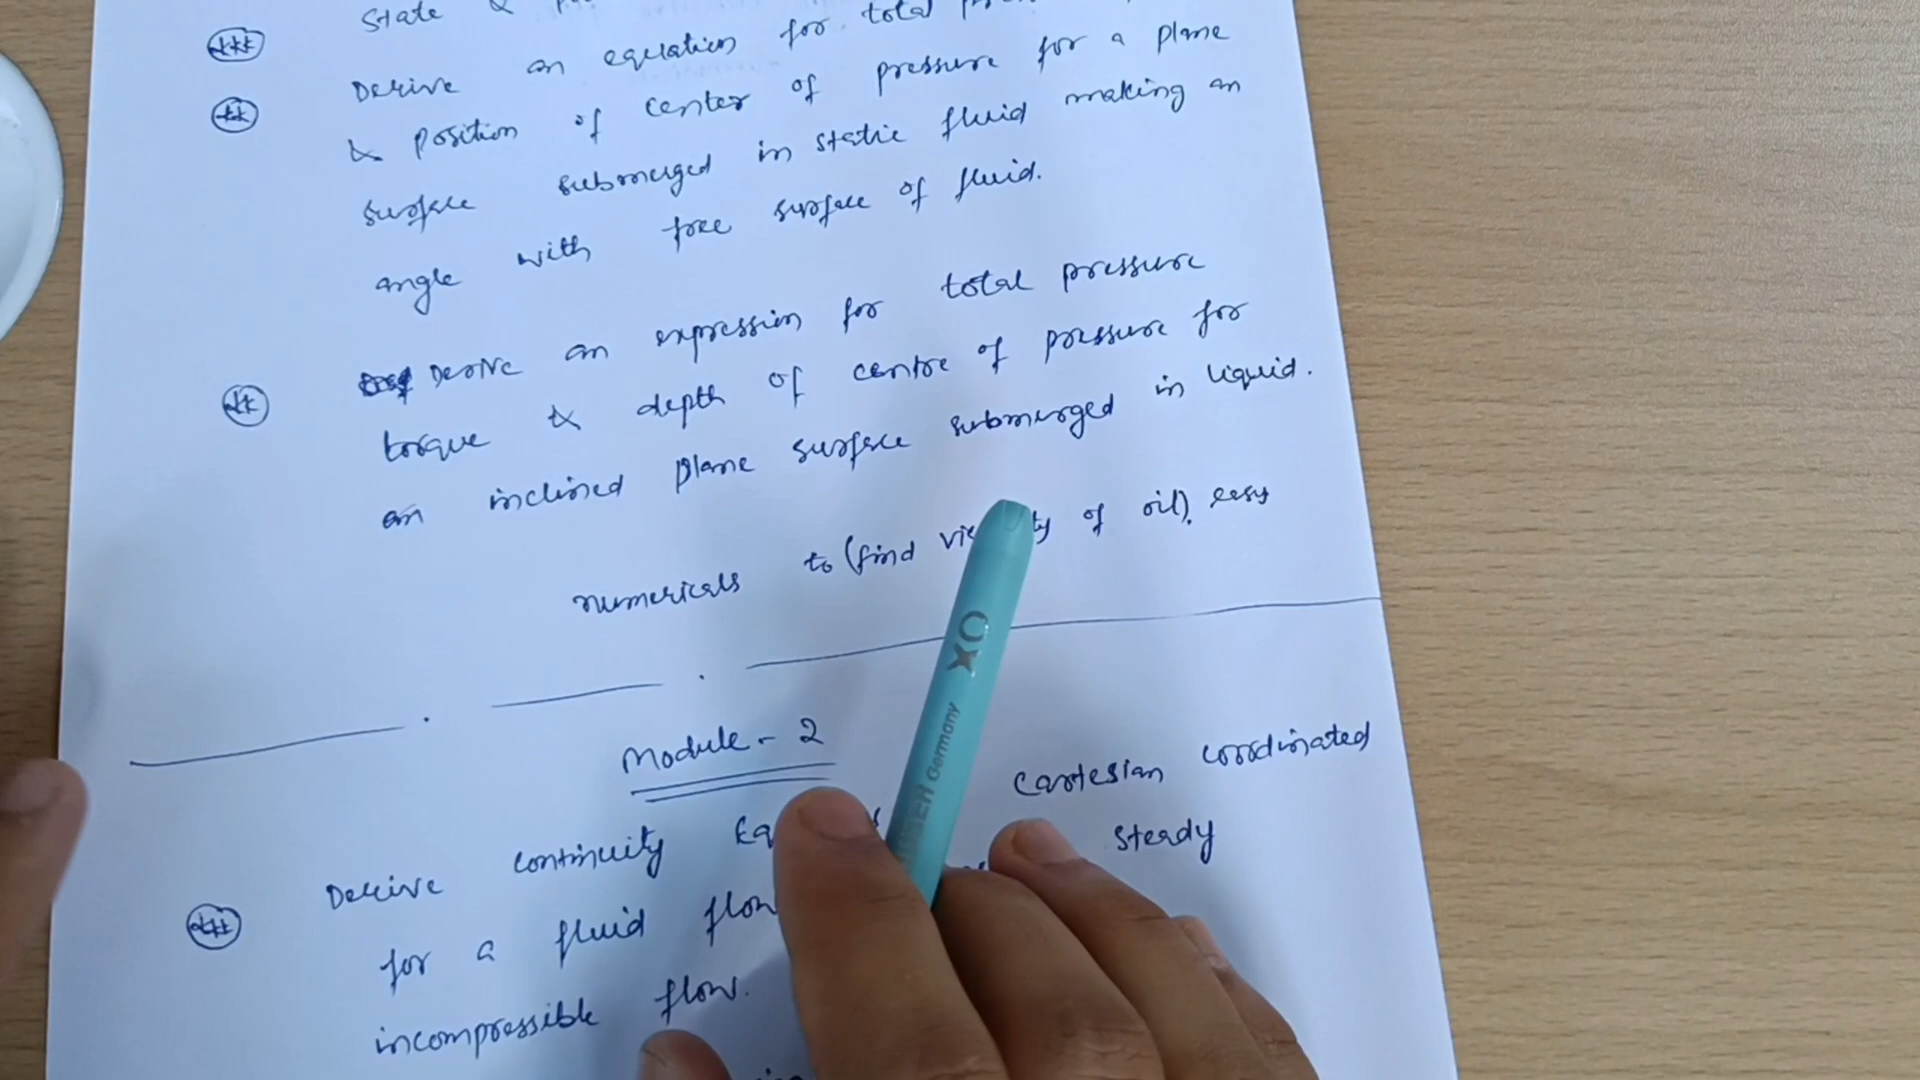 *** State &
Derive an equation for total
** & position of center of pressure for a plane
surface submerged in static fluid making an
angle with free surface of fluid.
** Derive an expression for total pressure
torque & depth of centre of pressure for
an inclined plane surface submerged in liquid.
numericals to (find of oil). easy
Module - 2
Derive continuity Cartesian coordinated
*** for a fluid flow steady
incompressible flow.
XO
Germany